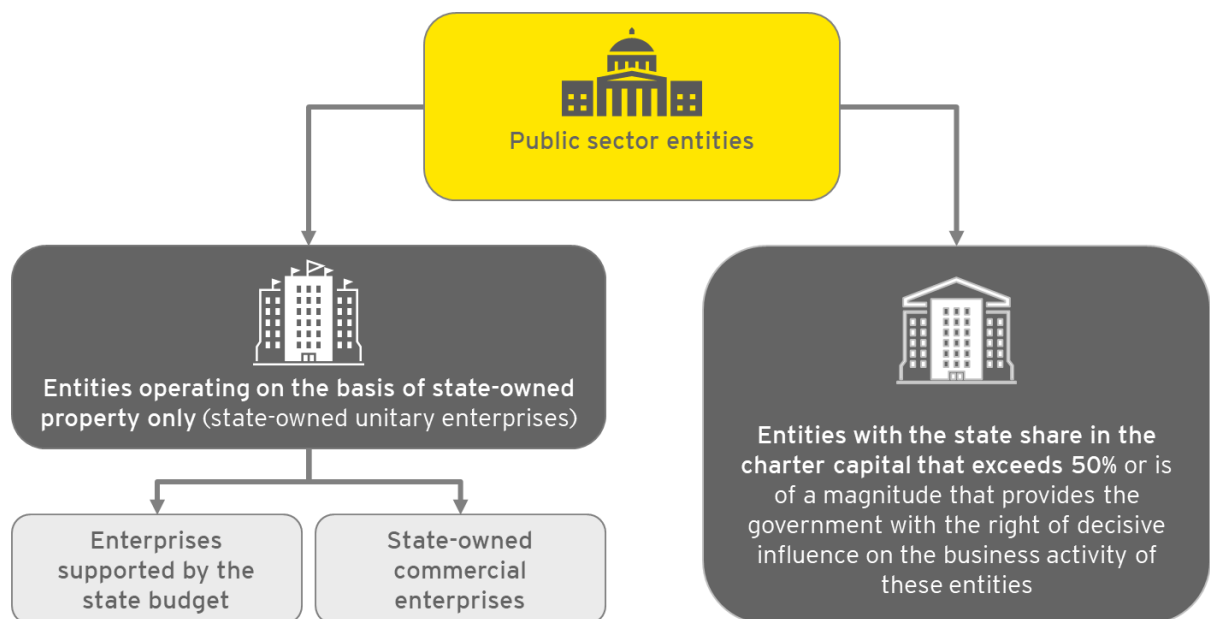 Public sector entities
Entities operating on the basis of state-owned
property only (state-owned unitary enterprises)
Enterprises
supported by the
state budget
State-owned
commercial
enterprises
Entities with the state share in the
charter capital that exceeds 50% or is
of a magnitude that provides the
government with the right of decisive
influence on the business activity of
these entities